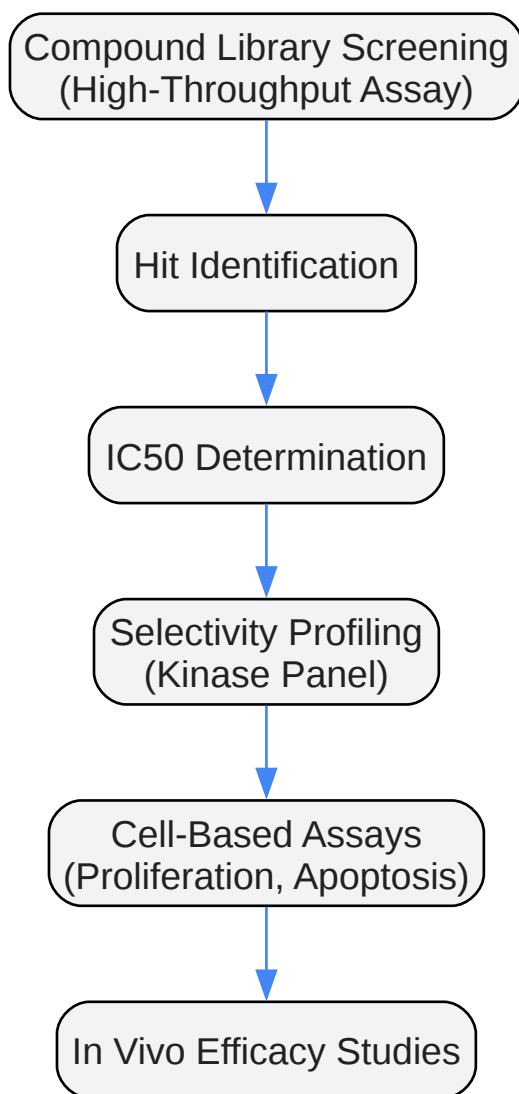 Compound Library Screening
(High-Throughput Assay)
Hit Identification
IC50 Determination
Selectivity Profiling
(Kinase Panel)
Cell-Based Assays
(Proliferation, Apoptosis)
In Vivo Efficacy Studies